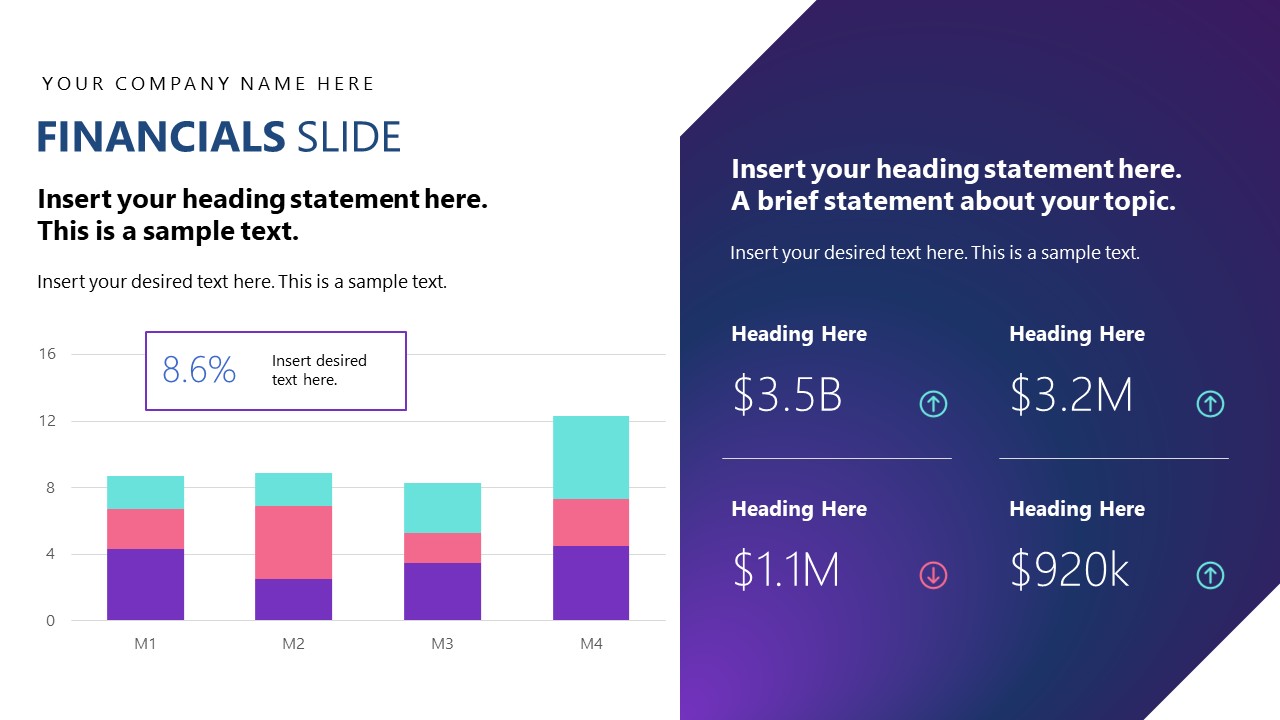 YOUR COMPANY NAME HERE
FINANCIALS SLIDE
Insert your heading statement here.
This is a sample text.
Insert your desired text here. This is a sample text.
8.6%
Insert desired
text here.
16
12
8
4
0
M1 M2 M3 M4
Insert your heading statement here.
A brief statement about your topic.
Insert your desired text here. This is a sample text.
Heading Here
$3.5B
Heading Here
$3.2M
Heading Here
$1.1M
Heading Here
$920k